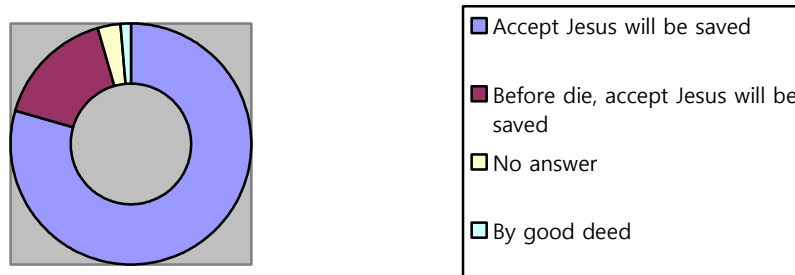 Accept Jesus will be saved
Before die, accept Jesus will be
saved
No answer
By good deed